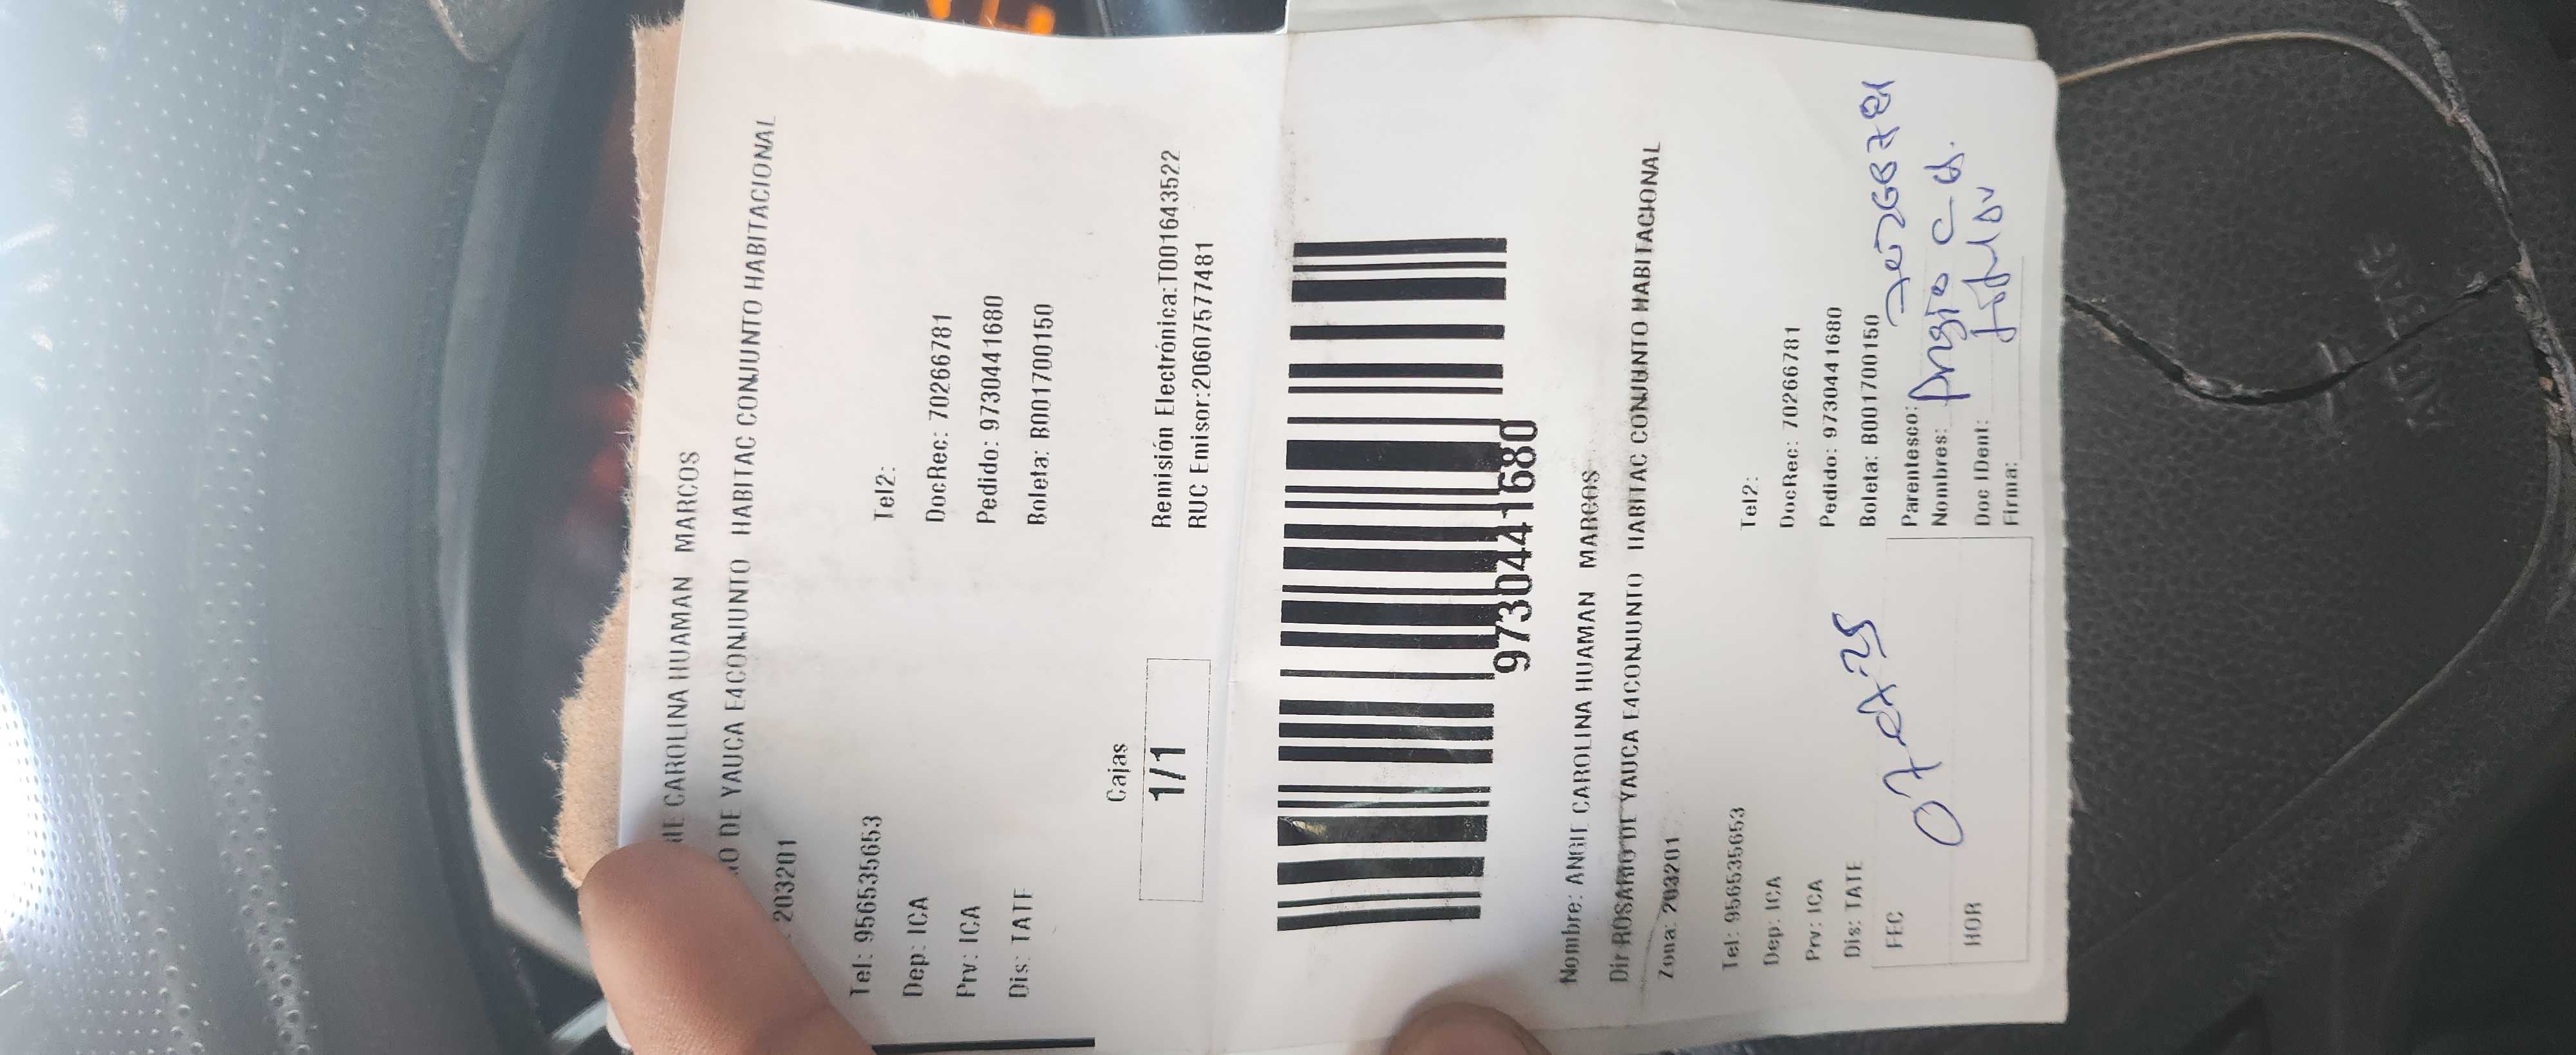 CAROLINA HUAMAN MARCOS
DE YAUCA E4CONJUNTO HABITAC CONJUNTO HABITACIONAL
203201
Tel: 956535653 Tel2:
Dep: ICA DocRec: 70266781
Prv: ICA Pedido: 9730441680
Dis: TATE Boleta: B001700150
Cajas
1/1
Remisión Electrónica:T001643522
RUC Emisor:20607577481
9730441680
Nombre: ANGIE CAROLINA HUAMAN MARCOS
Dir ROSARIO DE YAUCA E4CONJUNTO HABITAC CONJUNTO HABITACIONAL
Zona: 203201
Tel: 956535653 Tel2:
Dep: ICA DocRec: 70266781
Prv: ICA Pedido: 9730441680
Dis: TATE Boleta: B001700150
70266781
FEC
HOR
Parentesco:
Nombres: Angie C
Doc IDent: titular
Firma: